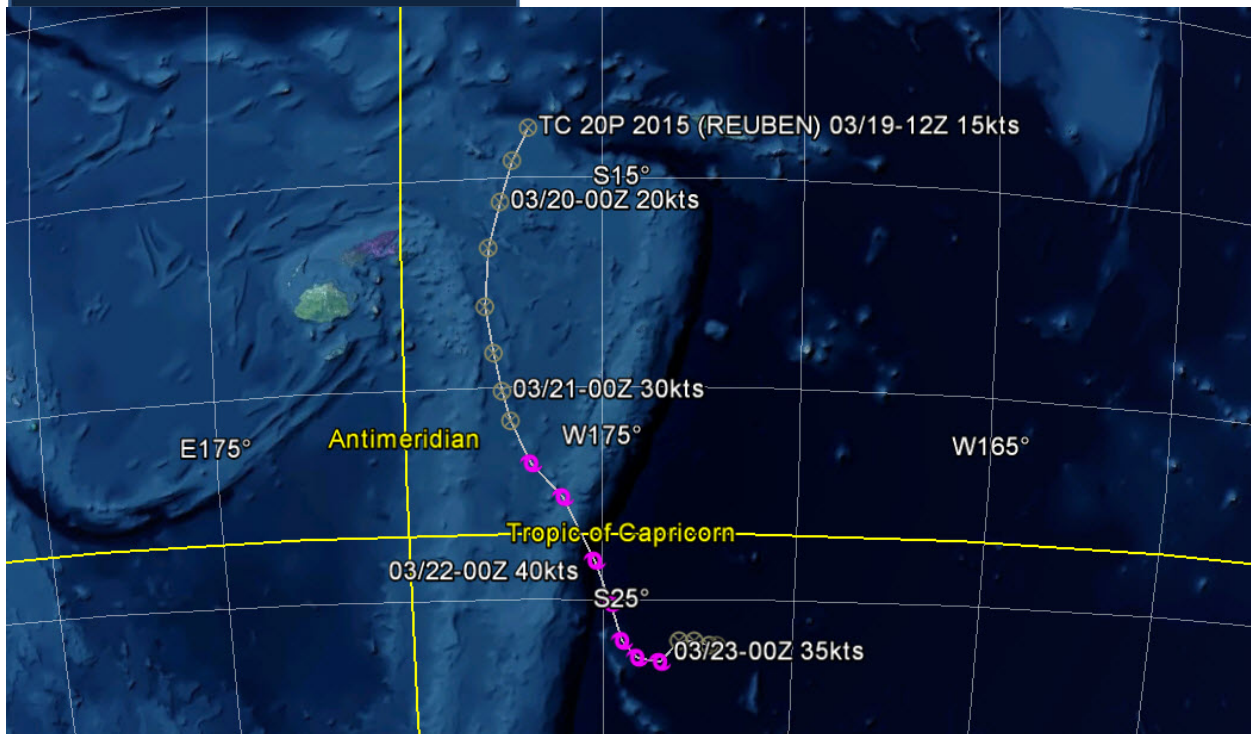 TC 20P 2015 (REUBEN) 03/19-12Z 15kts
S15°
03/20-00Z 20kts
03/21-00Z 30kts
E175°
Antimeridian
W175°
W165°
Tropic of Capricorn
03/22-00Z 40kts
S25°
03/23-00Z 35kts